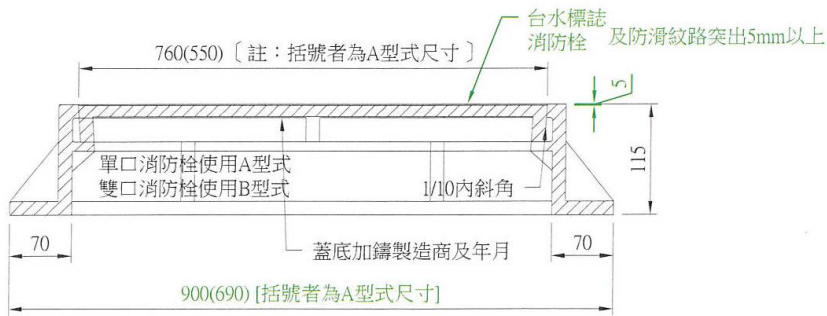 台水標誌
消防栓 及防滑紋路突出5mm以上
760(550)〔註：括號者為A型式尺寸〕
5
115
單口消防栓使用A型式
雙口消防栓使用B型式
1/10內斜角
70
蓋底加鑄製造商及年月
70
900(690) [括號者為A型式尺寸]